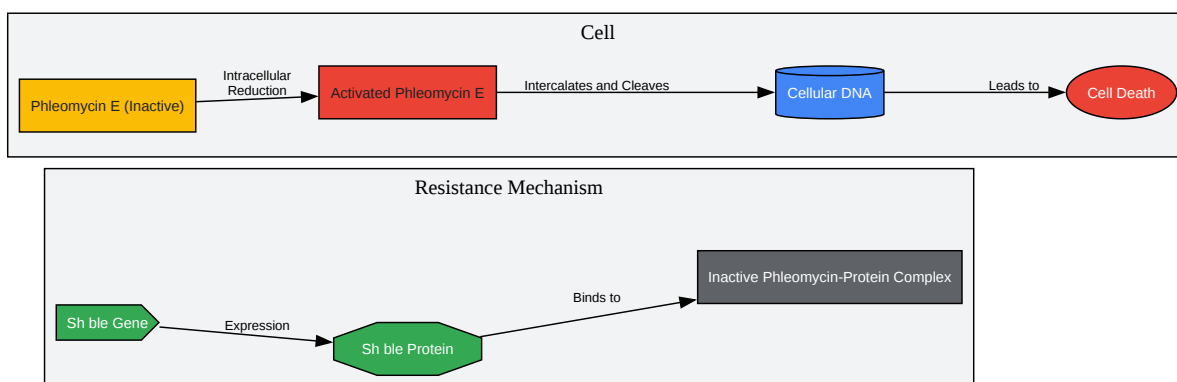 Cell
Phleomycin E (Inactive)
Intracellular
Reduction
Activated Phleomycin E
Intercalates and Cleaves
Cellular DNA
Leads to
Cell Death
Resistance Mechanism
Sh ble Gene
Expression
Sh ble Protein
Binds to
Inactive Phleomycin-Protein Complex